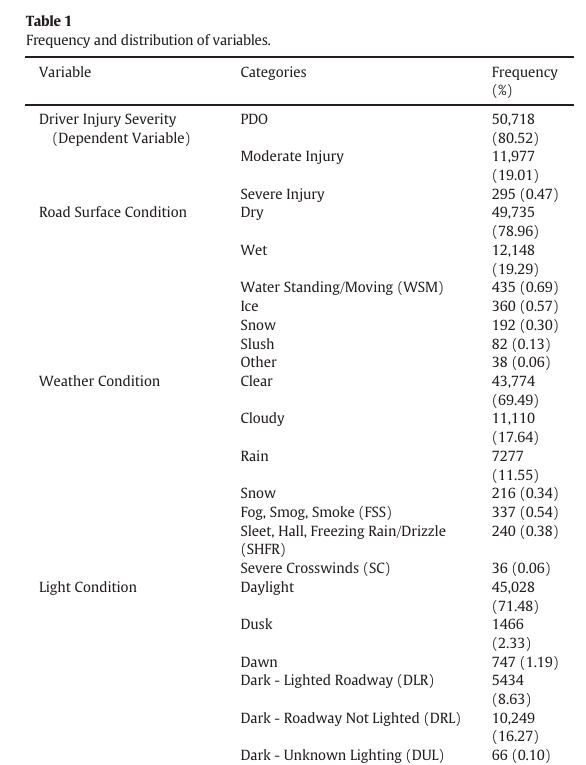 Table 1
Frequency and distribution of variables.
Variable Categories Frequency
(%)
Driver Injury Severity PDO 50,718
(Dependent Variable) (80.52)
Moderate Injury 11,977
(19.01)
Severe Injury 295 (0.47)
Road Surface Condition Dry 49,735
(78.96)
Wet 12,148
(19.29)
Water Standing/Moving (WSM) 435 (0.69)
Ice 360 (0.57)
Snow 192 (0.30)
Slush 82 (0.13)
Other 38 (0.06)
Weather Condition Clear 43,774
(69.49)
Cloudy 11,110
(17.64)
Rain 7277
(11.55)
Snow 216 (0.34)
Fog, Smog, Smoke (FSS) 337 (0.54)
Sleet, Hall, Freezing Rain/Drizzle 240 (0.38)
(SHFR)
Severe Crosswinds (SC) 36 (0.06)
Light Condition Daylight 45,028
(71.48)
Dusk 1466
(2.33)
Dawn 747 (1.19)
Dark - Lighted Roadway (DLR) 5434
(8.63)
Dark - Roadway Not Lighted (DRL) 10,249
(16.27)
Dark - Unknown Lighting (DUL) 66 (0.10)